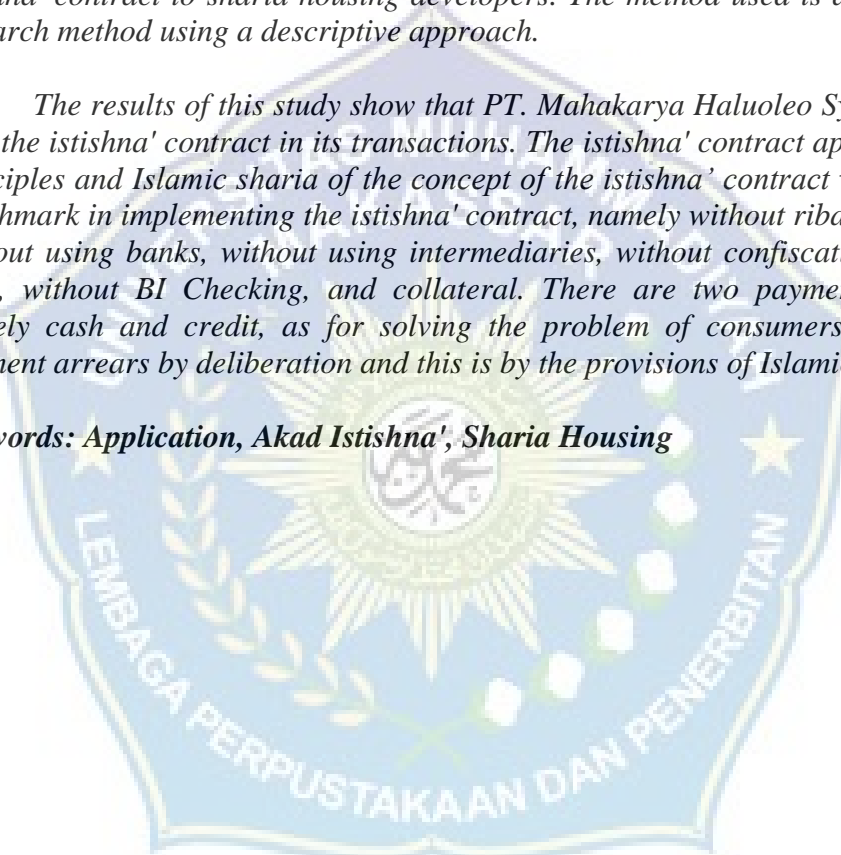 contract to sharia housing developers. The method used is
arch method using a descriptive approach.
The results of this study show that PT. Mahakarya Haluoleo Sy
the istishna' contract in its transactions. The istishna' contract ap
ciples and Islamic sharia of the concept of the istishna’ contract
hmark in implementing the istishna' contract, namely without riba
out using banks, without using intermediaries, without confiscat
, without BI Checking, and collateral. There are two payme
ely cash and credit, as for solving the problem of consumers
ment arrears by deliberation and this is by the provisions of Islamic
words: Application, Akad Istishna', Sharia Housing
UNIVERSITAS MUHAMMADIYAH
MAKASSAR
LEMBAGA PERPUSTAKAAN DAN PENERBITAN